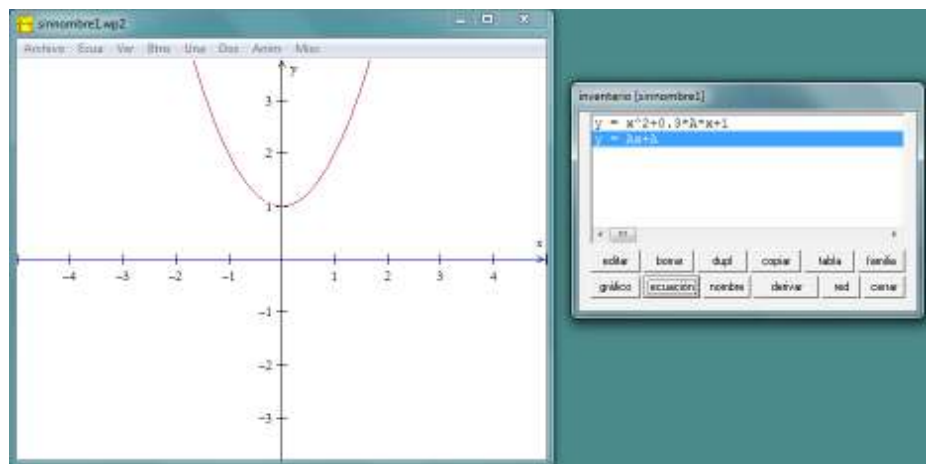 sinnombre1.wp2
Archivo Ecua Ver Btns Una Dos Anim Misc
y
3
2
1
x
-4 -3 -2 -1 1 2 3 4
-1
-2
-3
inventario [sinnombre1]
y = x^2+0.9*A*x+1
y = Ax+A
editar borrar dupl copiar tabla familia
gráfico ecuación nombre derivar red cerrar